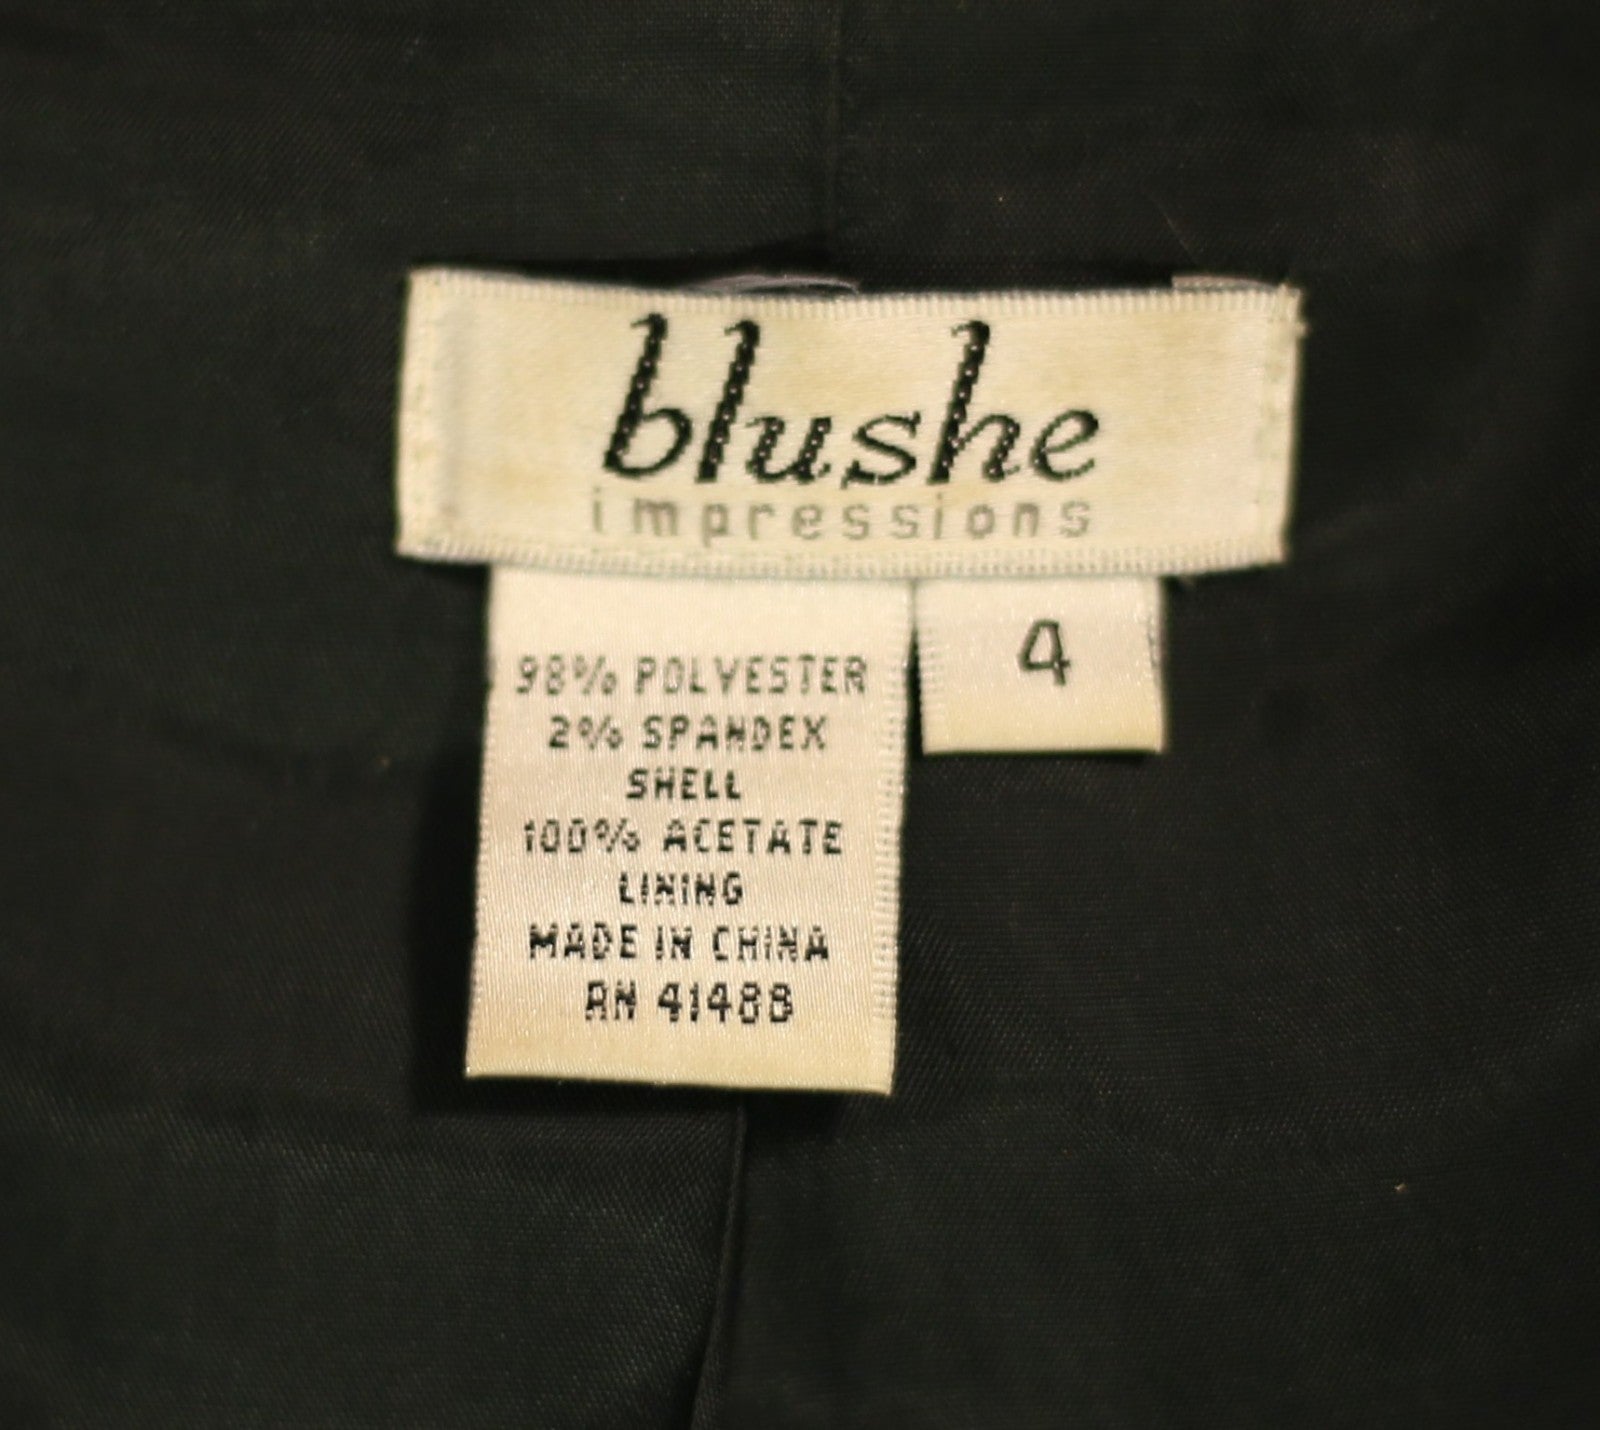 blushe
impressions
4
98% POLYESTER
2% SPANDEX
SHELL
100% ACETATE
LINING
MADE IN CHINA
RN 41488